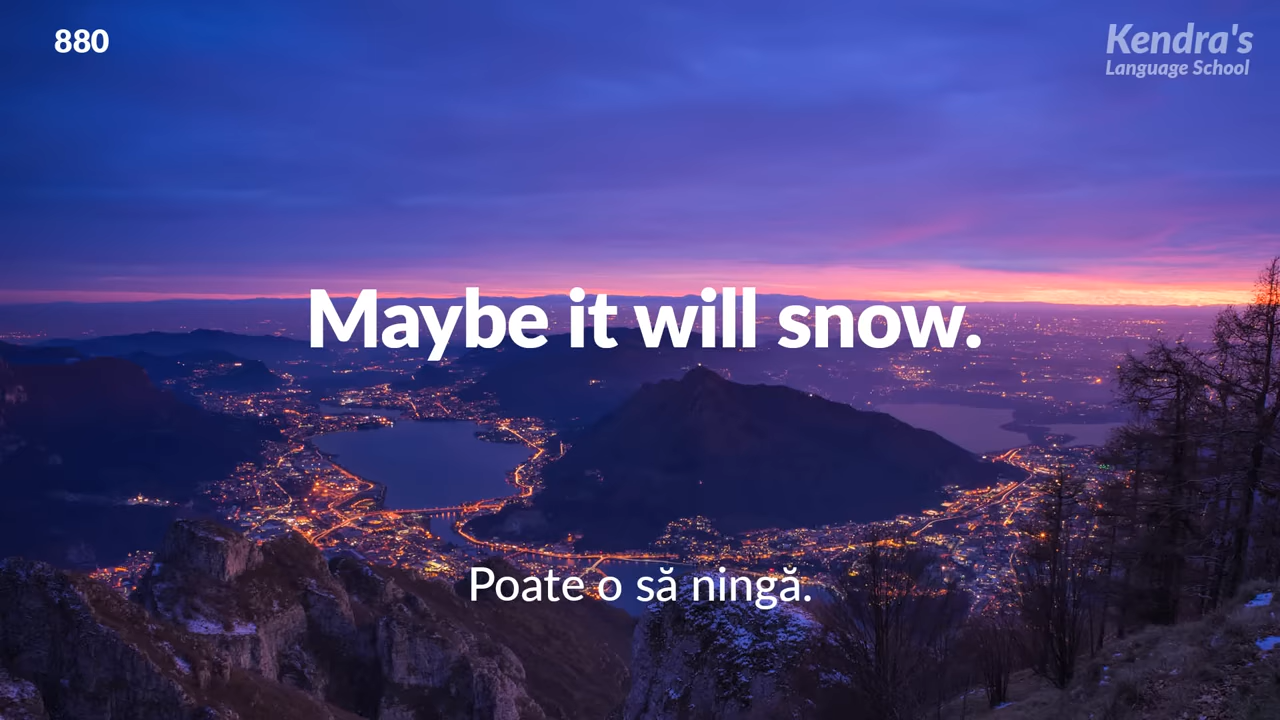 880
Kendra's
Language School
Maybe it will snow.
Poate o să ningă.